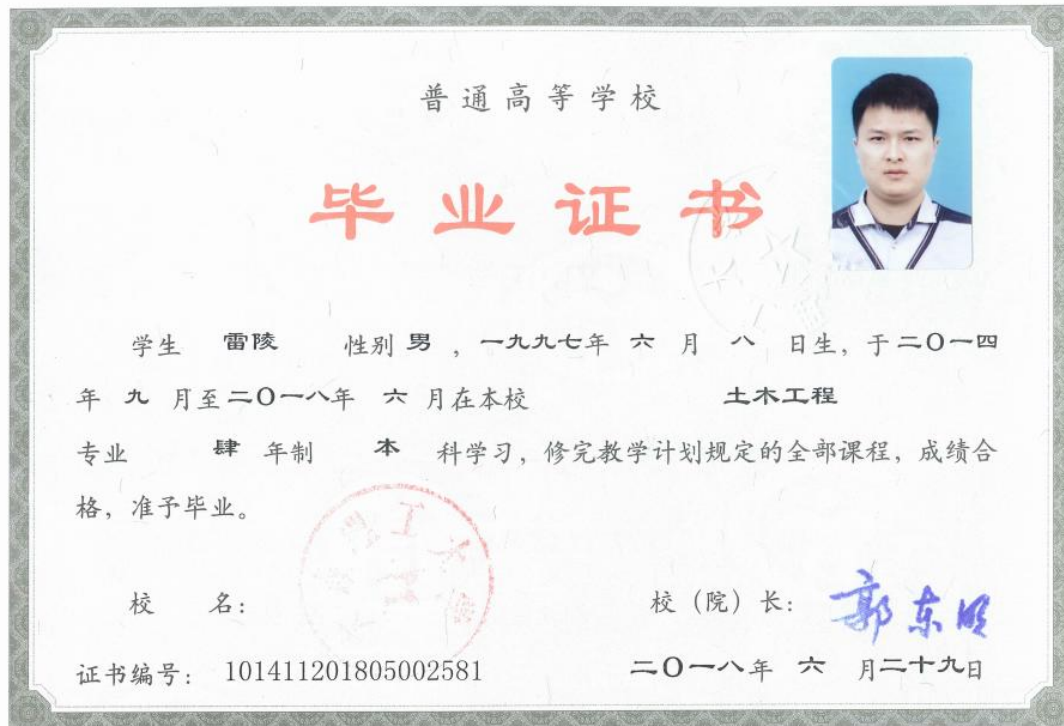 普通高等学校
毕业证书
学生 雷陵 性别 男 ，一九九七年 六 月 八 日生，于二〇一四
年 九 月至二〇一八年 六 月在本校 土木工程
专业 肆 年制 本 科学习，修完教学计划规定的全部课程，成绩合
格，准予毕业。
校 名： 校（院）长： 郭东明
证书编号： 101411201805002581 二〇一八年 六 月二十九日